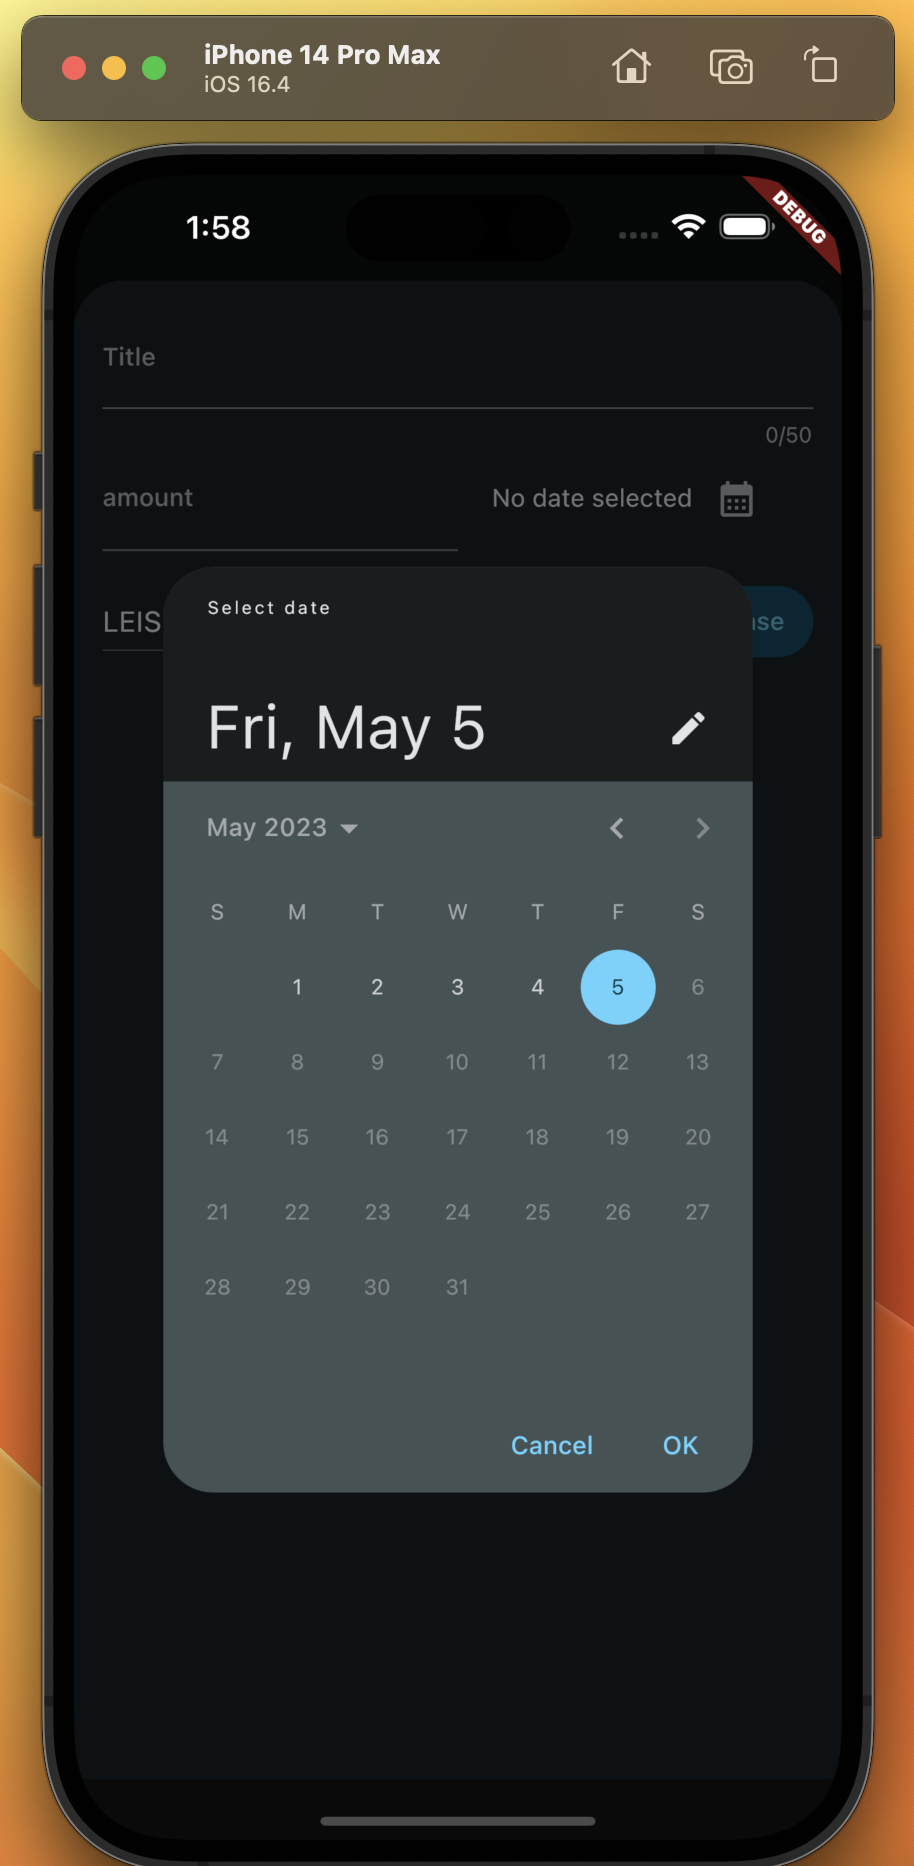 iPhone 14 Pro Max
iOS 16.4
1:58
DEBUG
Title
0/50
amount
No date selected
LEIS
se
Select date
Fri, May 5
May 2023
S M T W T F S
1 2 3 4 5 6
7 8 9 10 11 12 13
14 15 16 17 18 19 20
21 22 23 24 25 26 27
28 29 30 31
Cancel OK